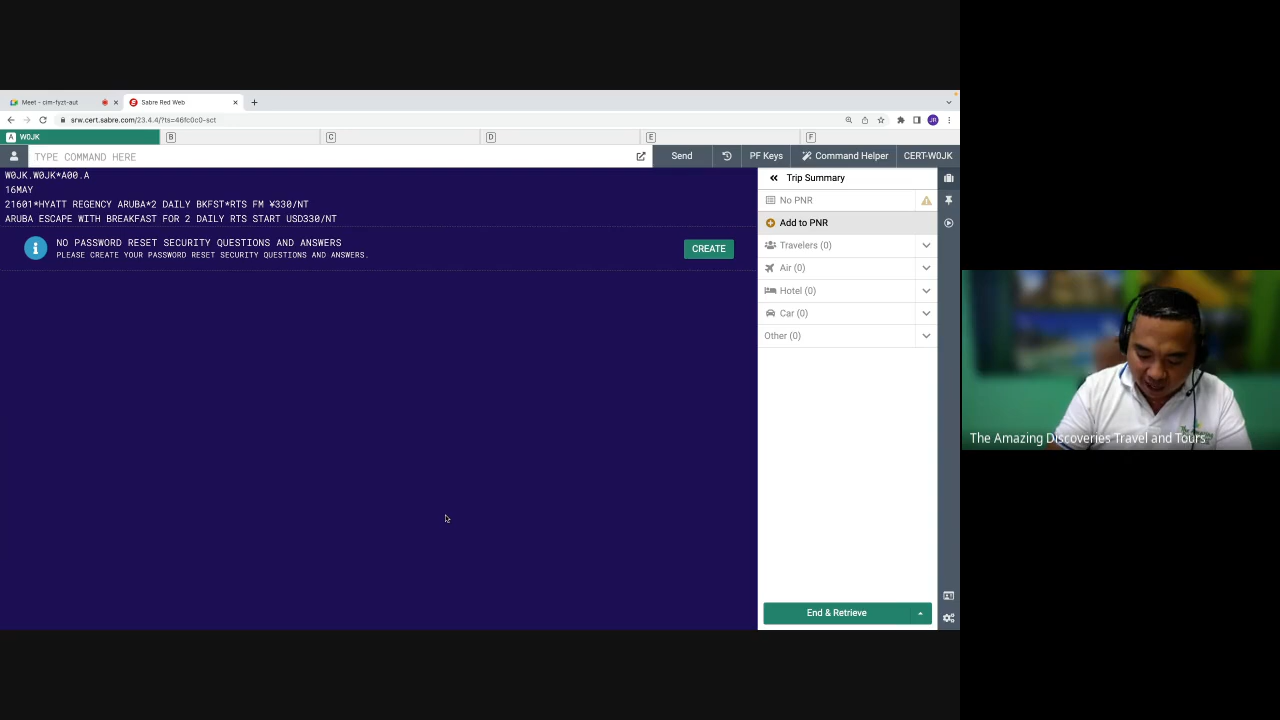 Meet - cim-fyzt-aut
Sabre Red Web
srw.cert.sabre.com/23.4.4/?ts=46fc0c0-sct
JR
A W0JK
B
C
D
E
F
TYPE COMMAND HERE
Send
PF Keys
Command Helper
CERT-W0JK
W0JK.W0JK*A00.A
16MAY
21601*HYATT REGENCY ARUBA*2 DAILY BKFST*RTS FM ¥330/NT
ARUBA ESCAPE WITH BREAKFAST FOR 2 DAILY RTS START USD330/NT
NO PASSWORD RESET SECURITY QUESTIONS AND ANSWERS
PLEASE CREATE YOUR PASSWORD RESET SECURITY QUESTIONS AND ANSWERS.
CREATE
Trip Summary
No PNR
Add to PNR
Travelers (0)
Air (0)
Hotel (0)
Car (0)
Other (0)
End & Retrieve
The Amazing Discoveries Travel and Tours